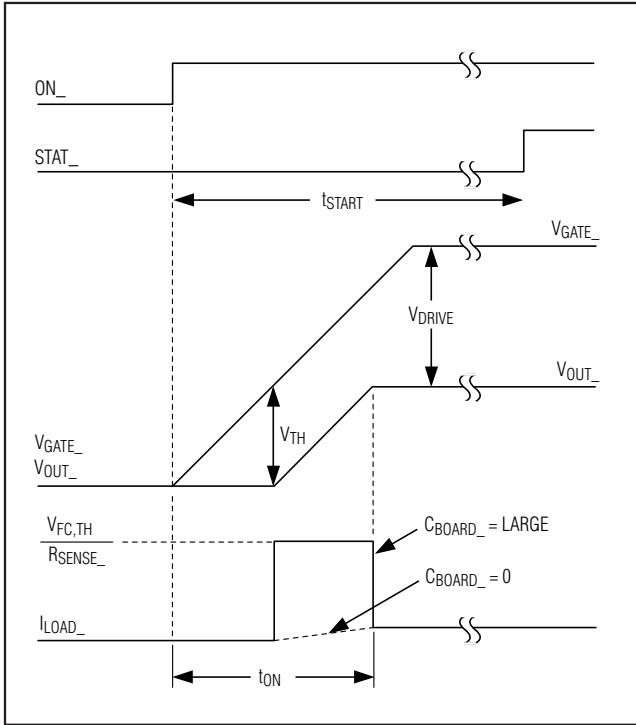 ON_
STAT_
tSTART
VGATE_
VDRIVE
VOUT_
VTH
VGATE_
VOUT_
VFC,TH
RSENSE_
CBOARD_ = LARGE
CBOARD_ = 0
ILOAD_
tON